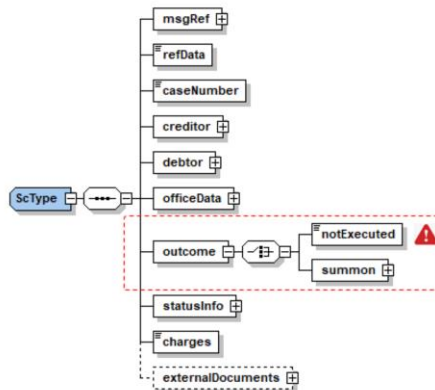 msgRef
refData
caseNumber
creditor
debtor
ScType
officeData
notExecuted
outcome
summon
statusInfo
charges
externalDocuments